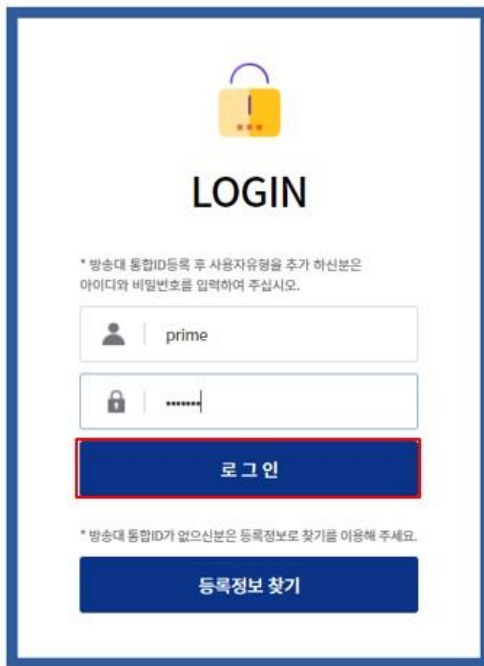 LOGIN
* 방송대 통합ID등록 후 사용자유형을 추가 하신분은
아이디와 비밀번호를 입력하여 주십시오.
prime
•••••••
로그인
* 방송대 통합ID가 없으신분은 등록정보로 찾기를 이용해 주세요.
등록정보 찾기